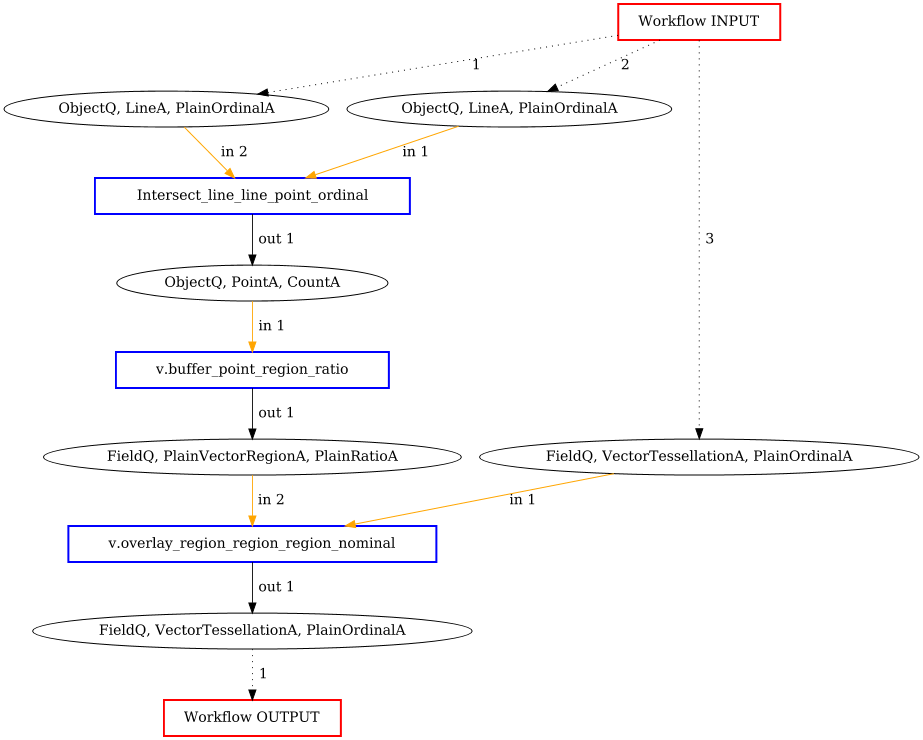 Workflow INPUT
1
2
ObjectQ, LineA, PlainOrdinalA
ObjectQ, LineA, PlainOrdinalA
in 2
in 1
Intersect_line_line_point_ordinal
out 1
3
ObjectQ, PointA, CountA
in 1
v.buffer_point_region_ratio
out 1
FieldQ, PlainVectorRegionA, PlainRatioA
FieldQ, VectorTessellationA, PlainOrdinalA
in 2
in 1
v.overlay_region_region_region_nominal
out 1
FieldQ, VectorTessellationA, PlainOrdinalA
1
Workflow OUTPUT